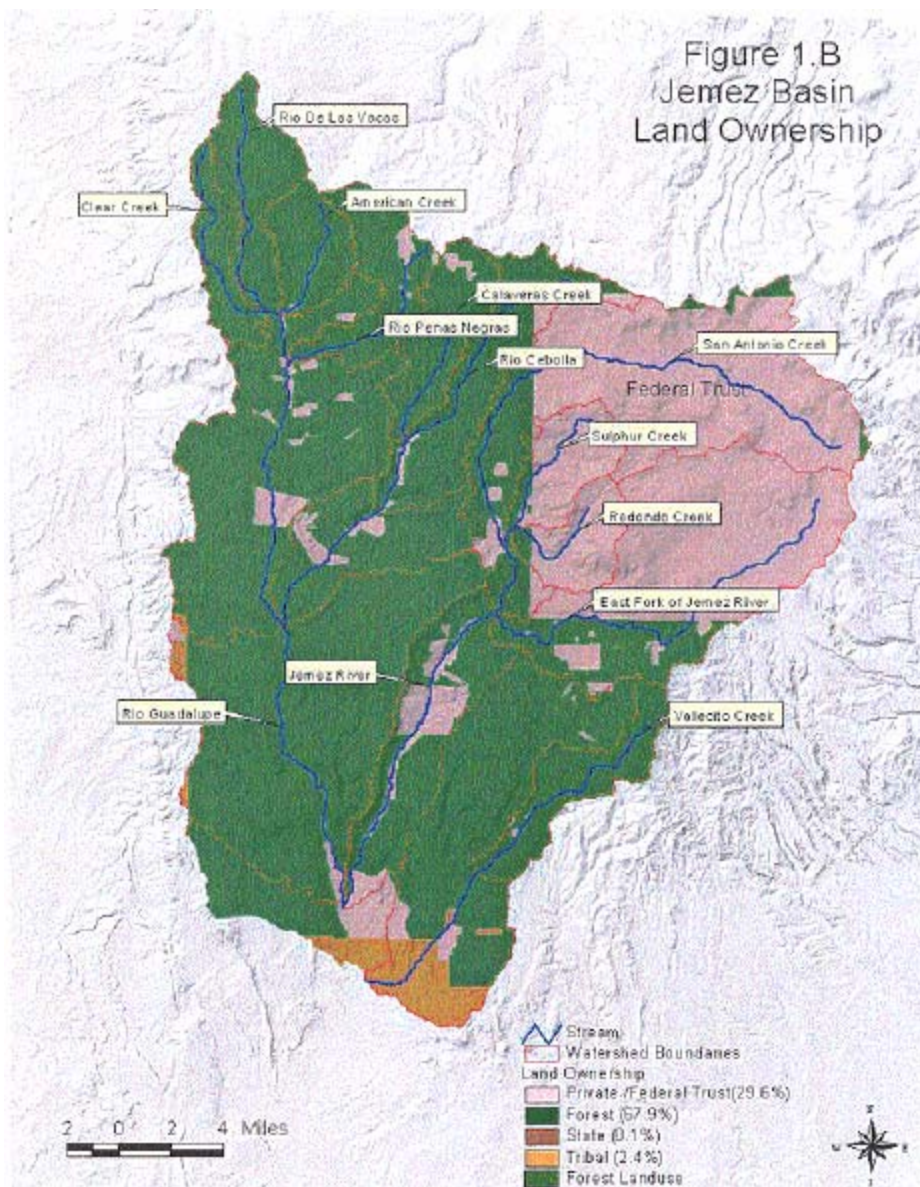 Figure 1.B
Jemez Basin
Land Ownership
Rio De Las Vacas
Clear Creek
American Creek
Calaveras Creek
Rio Penas Negras
San Antonio Creek
Rio Cebolla
Federal Trust
Sulphur Creek
Redondo Creek
East Fork of Jemez River
Jemez River
Rio Guadalupe
Vallecito Creek
Stream
Watershed Boundaries
Land Ownership
Private /Federal Trust(29.6%)
Forest (67.9%)
State (0.1%)
Tribal (2.4%)
Forest Landuse
2 0 2 4 Miles